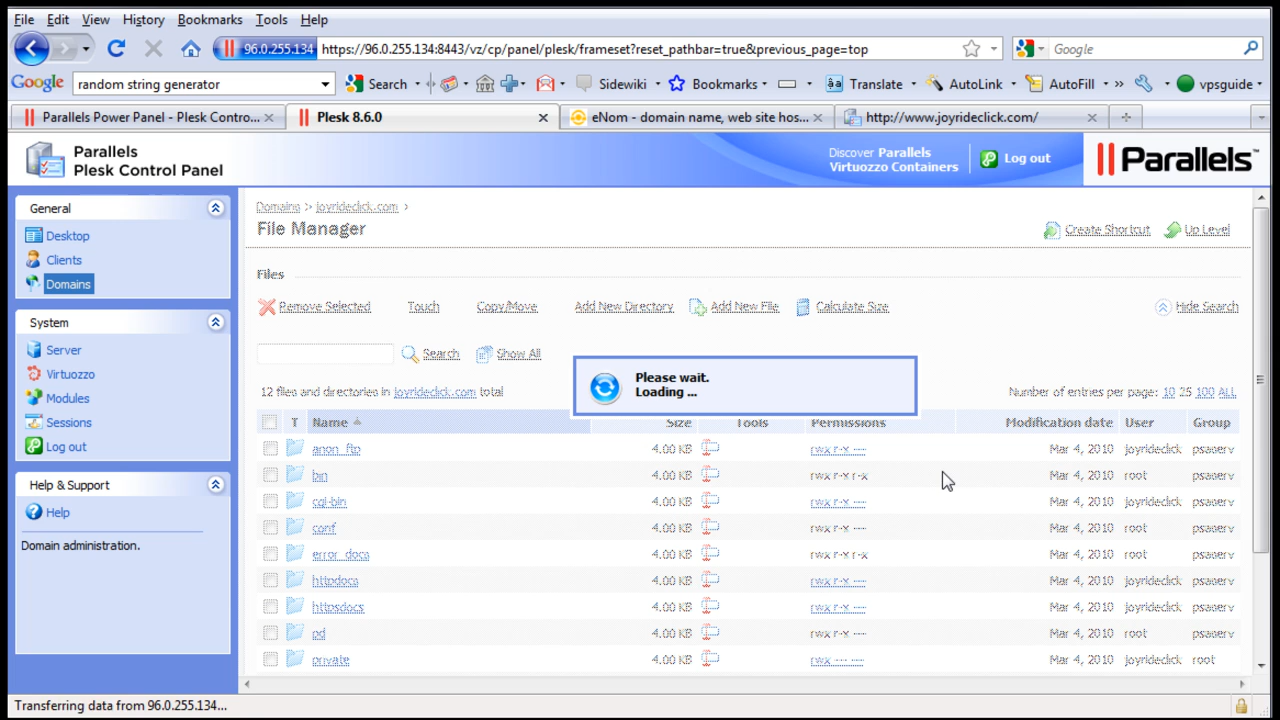 File Edit View History Bookmarks Tools Help
96.0.255.134 https://96.0.255.134:8443/vz/cp/panel/plesk/frameset?reset_pathbar=true&previous_page=top Google
Google random string generator Search Sidewiki Bookmarks Translate AutoLink AutoFill » vpsguide
Parallels Power Panel - Plesk Contro... Plesk 8.6.0 eNom - domain name, web site hos... http://www.joyrideclick.com/
Parallels
Plesk Control Panel
Discover Parallels
Virtuozzo Containers
Log out
Parallels™
General
Desktop
Clients
Domains
System
Server
Virtuozzo
Modules
Sessions
Log out
Help & Support
Help
Domain administration.
Domains > joyrideclick.com >
File Manager
Create Shortcut Up Level
Files
Remove Selected Touch Copy/Move Add New Directory Add New File Calculate Size Hide Search
Search Show All
Please wait.
Loading ...
12 files and directories in joyrideclick.com total Number of entries per page: 10 25 100 ALL
T Name Size Tools Permissions Modification date User Group
anon_ftp 4.00 KB rwx r-x --- Mar 4, 2010 joyrideclick psaserv
bin 4.00 KB rwx r-x r-x Mar 4, 2010 root psaserv
cgi-bin 4.00 KB rwx r-x --- Mar 4, 2010 joyrideclick psaserv
conf 4.00 KB rwx r-x --- Mar 4, 2010 root psaserv
error_docs 4.00 KB rwx r-x r-x Mar 4, 2010 root psaserv
httpdocs 4.00 KB rwx r-x --- Mar 4, 2010 joyrideclick psaserv
httpsdocs 4.00 KB rwx r-x --- Mar 4, 2010 joyrideclick psaserv
pd 4.00 KB rwx r-x --- Mar 4, 2010 root psaserv
private 4.00 KB rwx --- --- Mar 4, 2010 joyrideclick root
Transferring data from 96.0.255.134...